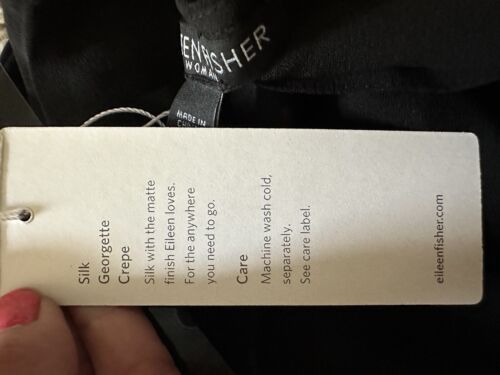 EN FISHER
WOMAN
MADE IN
Silk
Georgette
Crepe
Silk with the matte
finish Eileen loves.
For the anywhere
you need to go.
Care
Machine wash cold,
separately.
See care label.
eileenfisher.com